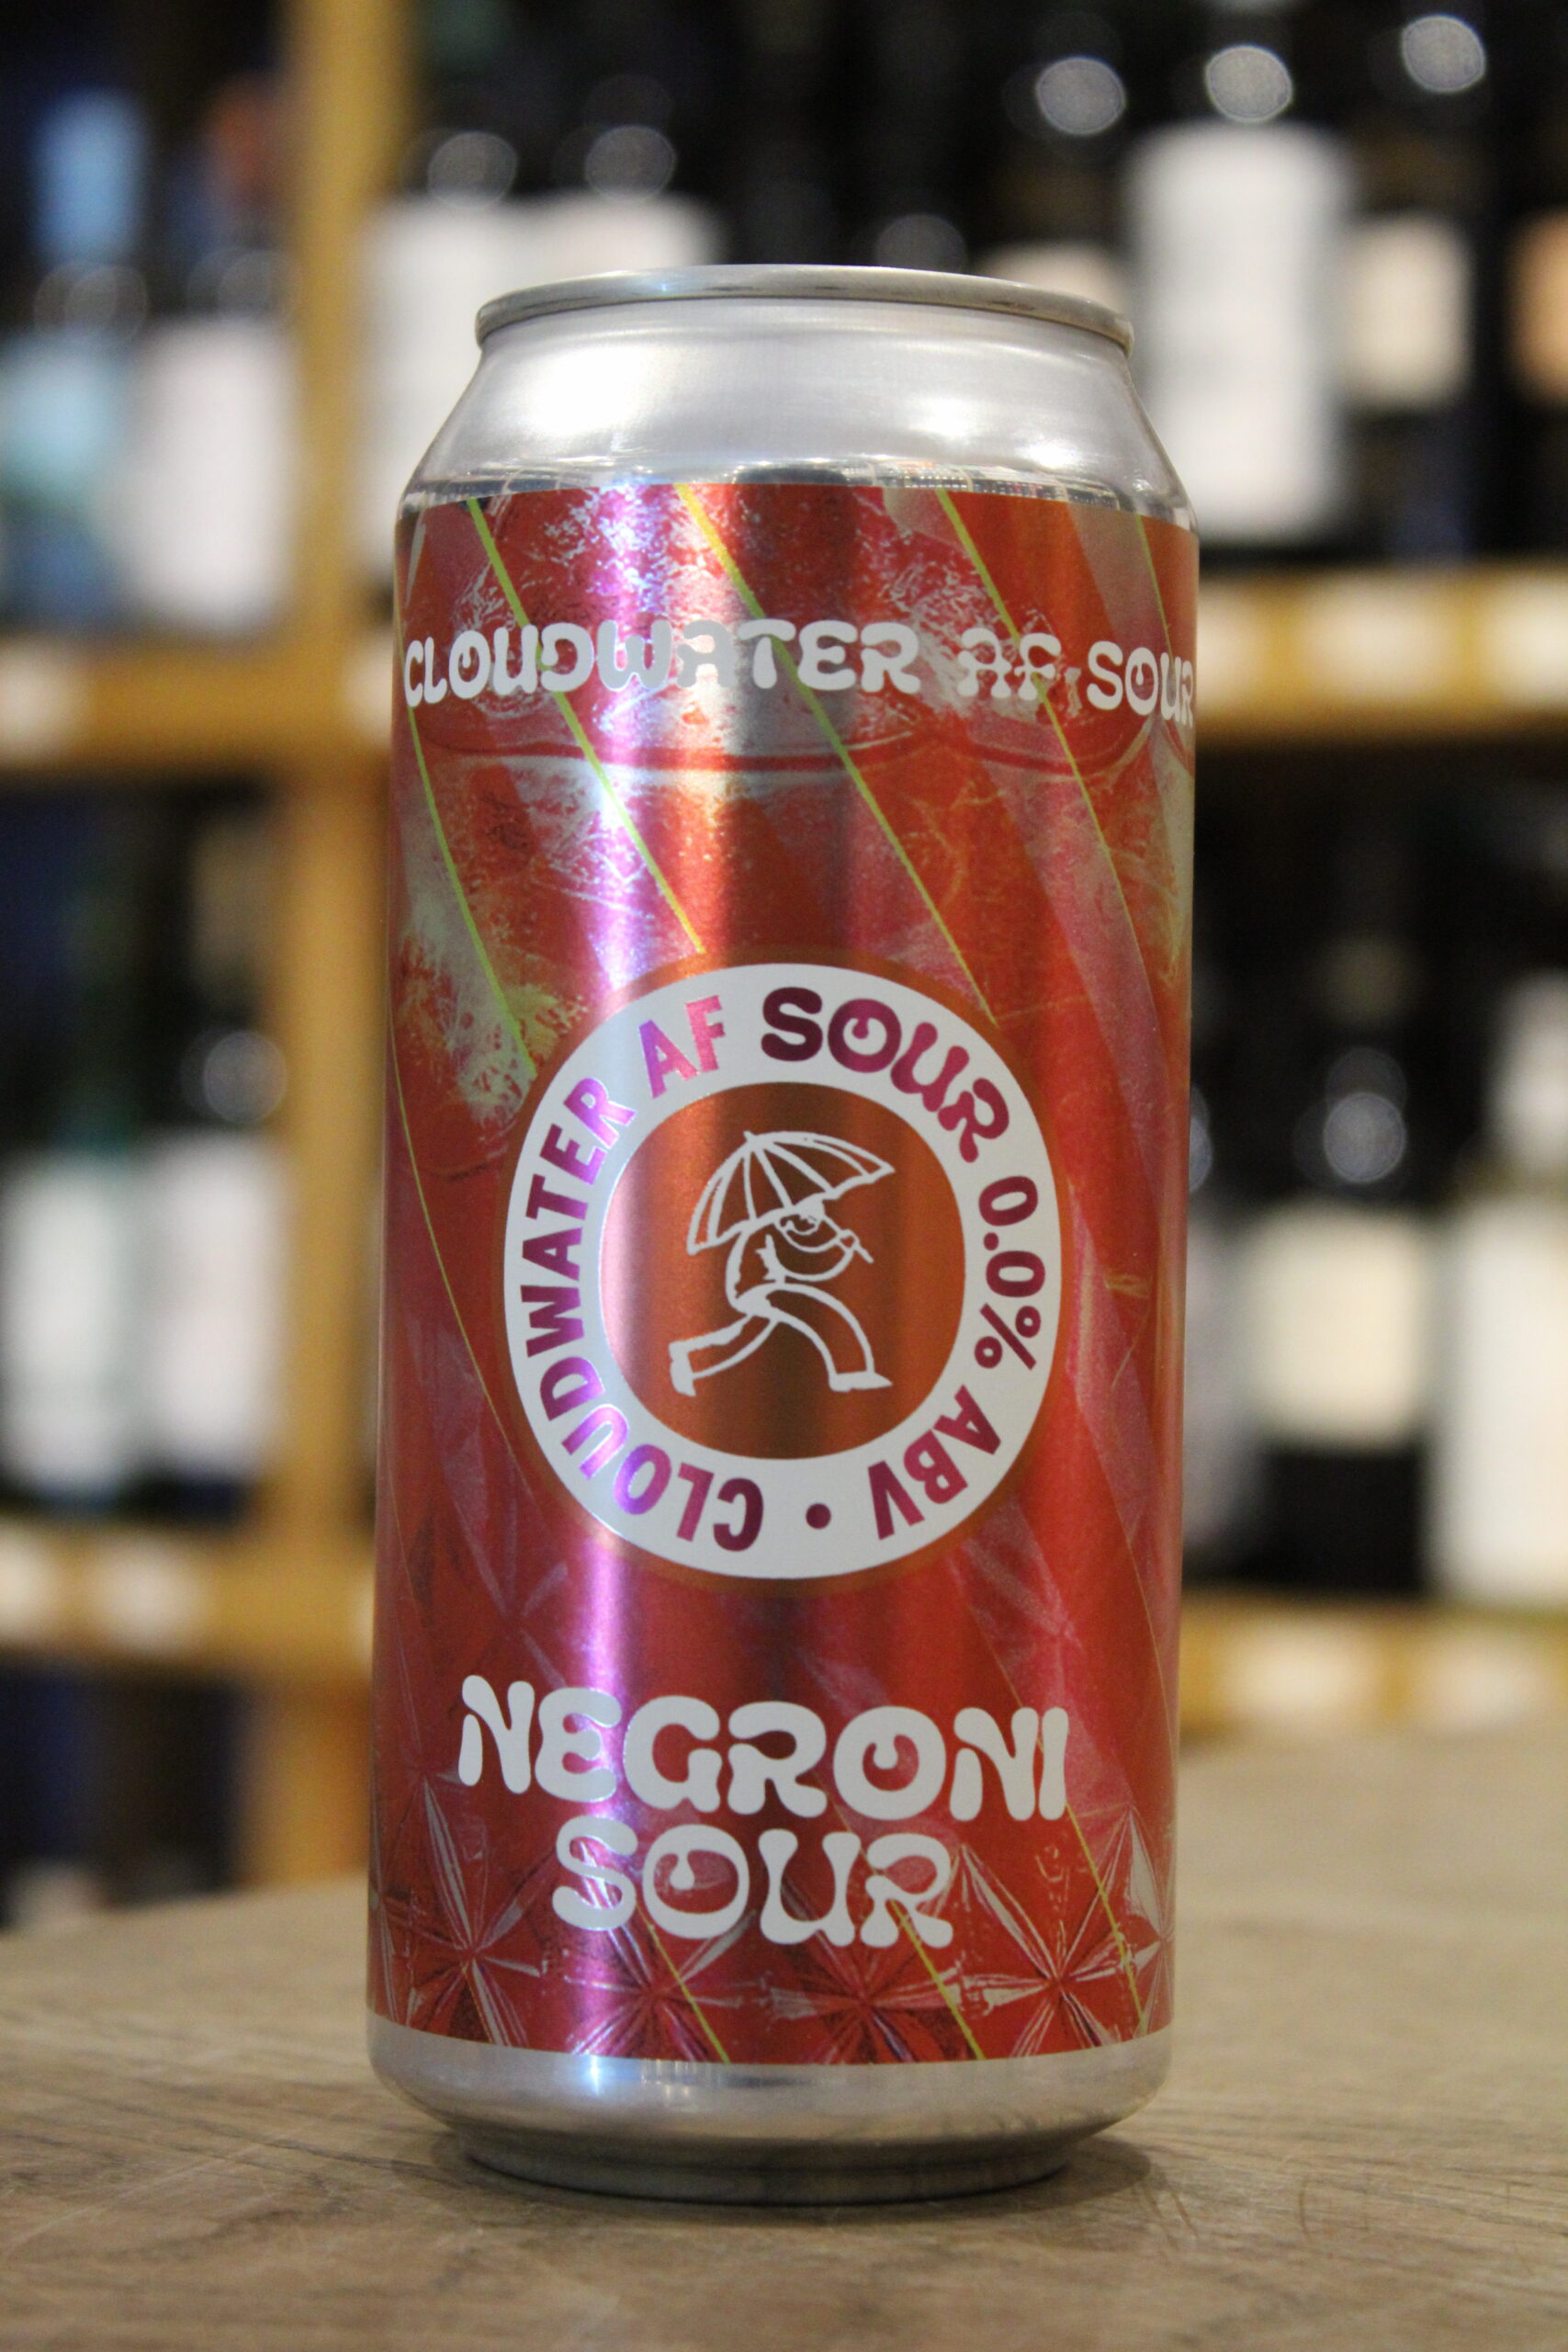 CLOUDWATER AF SOUR
CLOUDWATER AF SOUR 0.0% ABV •
NEGRONI
SOUR